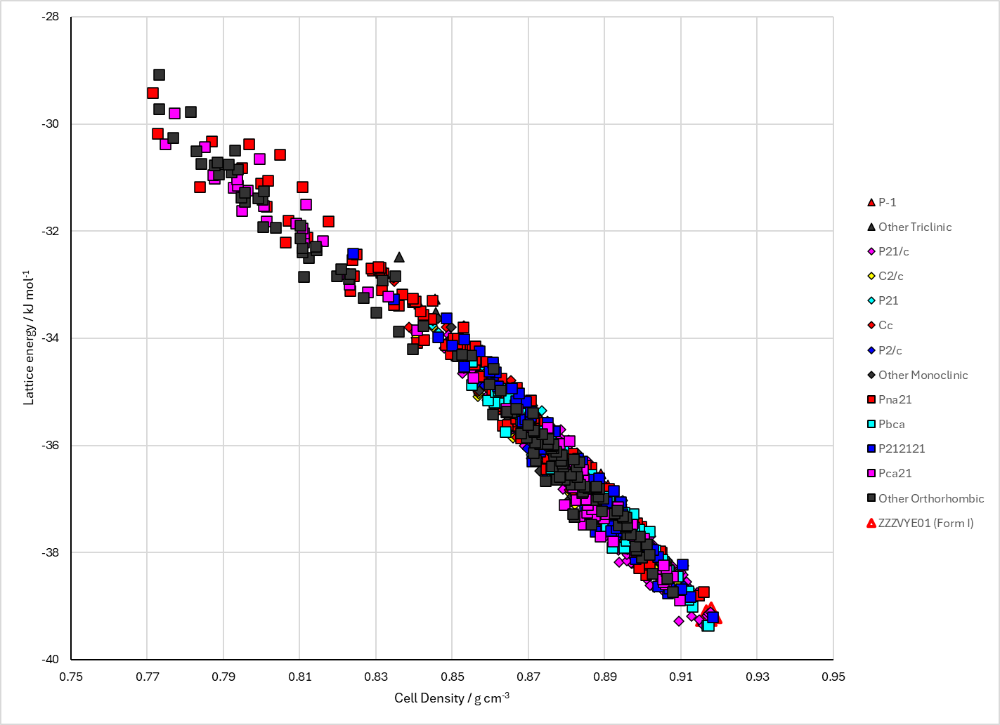 -28
-30
-32
-34
-36
-38
-40
Lattice energy / kJ mol-1
0.75 0.77 0.79 0.81 0.83 0.85 0.87 0.89 0.91 0.93 0.95
Cell Density / g cm-3
P-1
Other Triclinic
P21/c
C2/c
P21
Cc
P2/c
Other Monoclinic
Pna21
Pbca
P212121
Pca21
Other Orthorhombic
ZZZVYE01 (Form I)